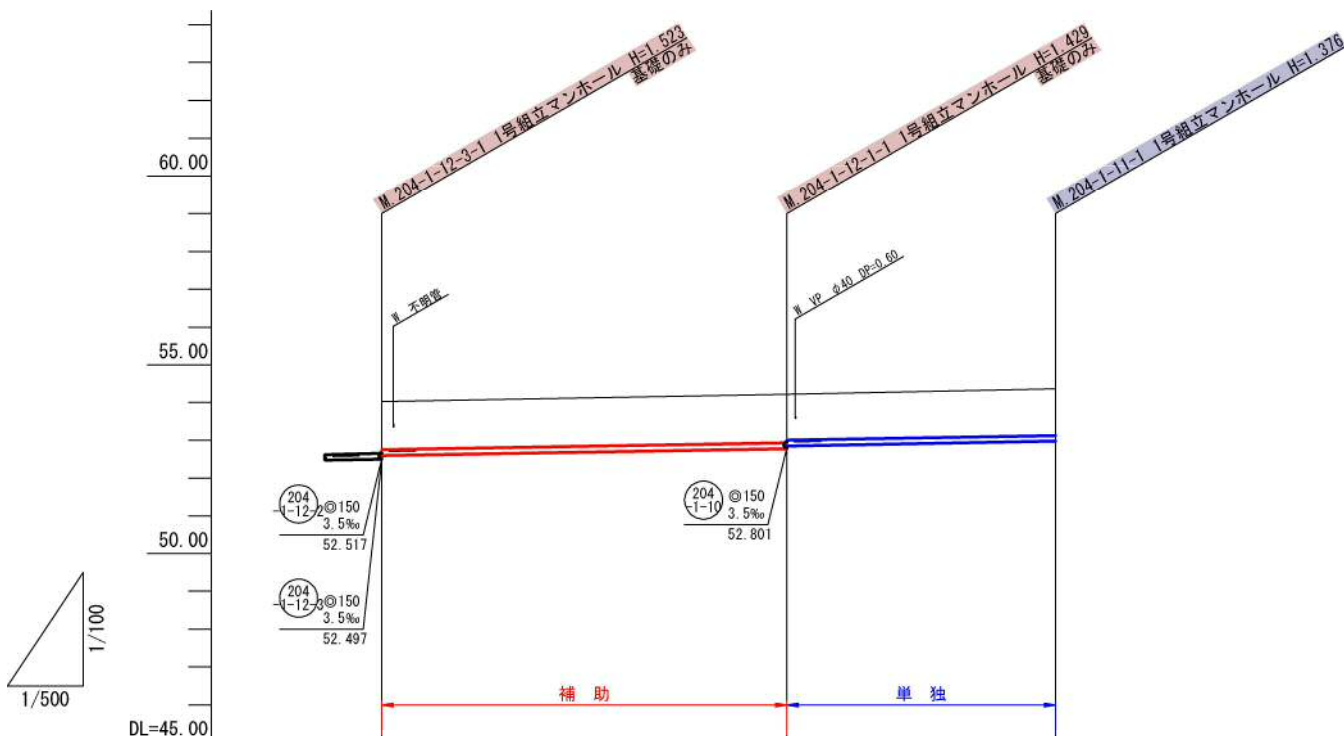 M.204-1-12-3-1 1号組立マンホール H=1.523
基礎のみ
M.204-1-12-1-1 1号組立マンホール H=1.429
基礎のみ
M.204-1-11-1 1号組立マンホール H=1.376
60.00
W 不明管
W VP φ40 DP=0.60
55.00
204
-1-12-2
◎150
3.5‰
52.517
204
-1-10
◎150
3.5‰
52.801
50.00
204
-1-12-3
◎150
3.5‰
52.497
1/100
1/500
補助
単独
DL=45.00